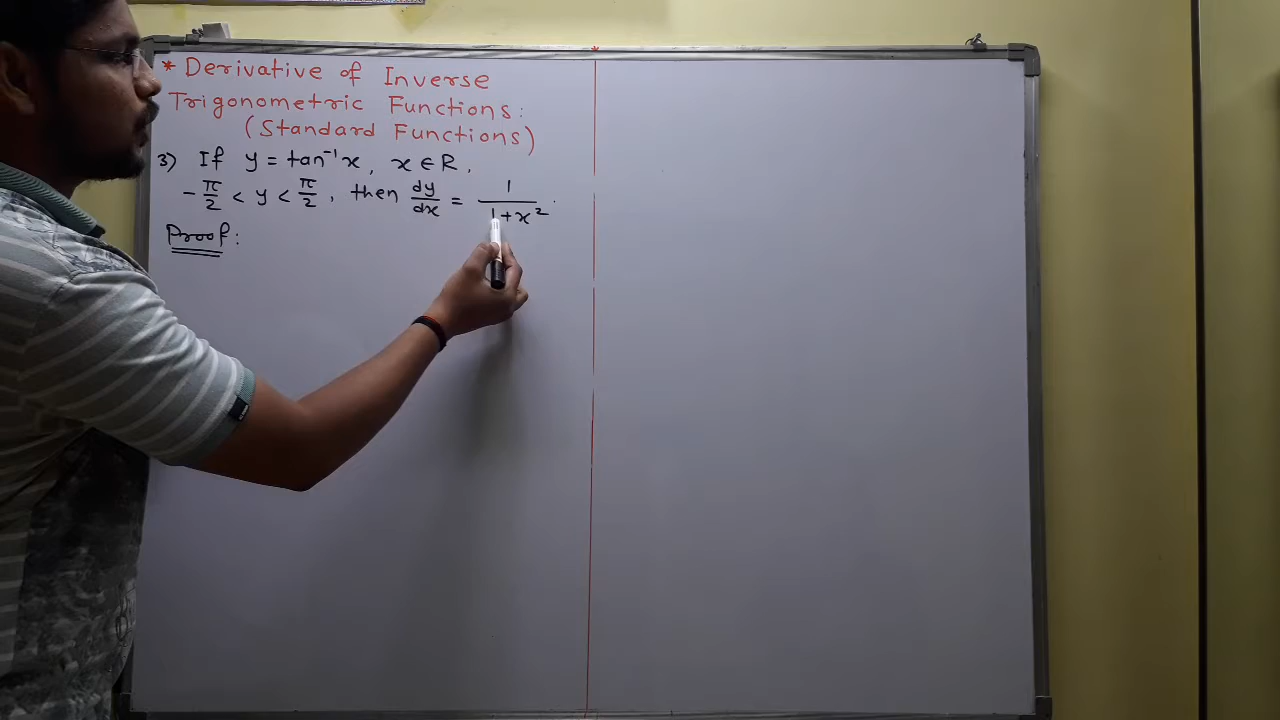 * Derivative of Inverse
Trigonometric Functions:
(Standard Functions)
3) If y = tan⁻¹x, x ∈ R,
-π/2 < y < π/2, then dy/dx = 1/(1+x²).
Proof: